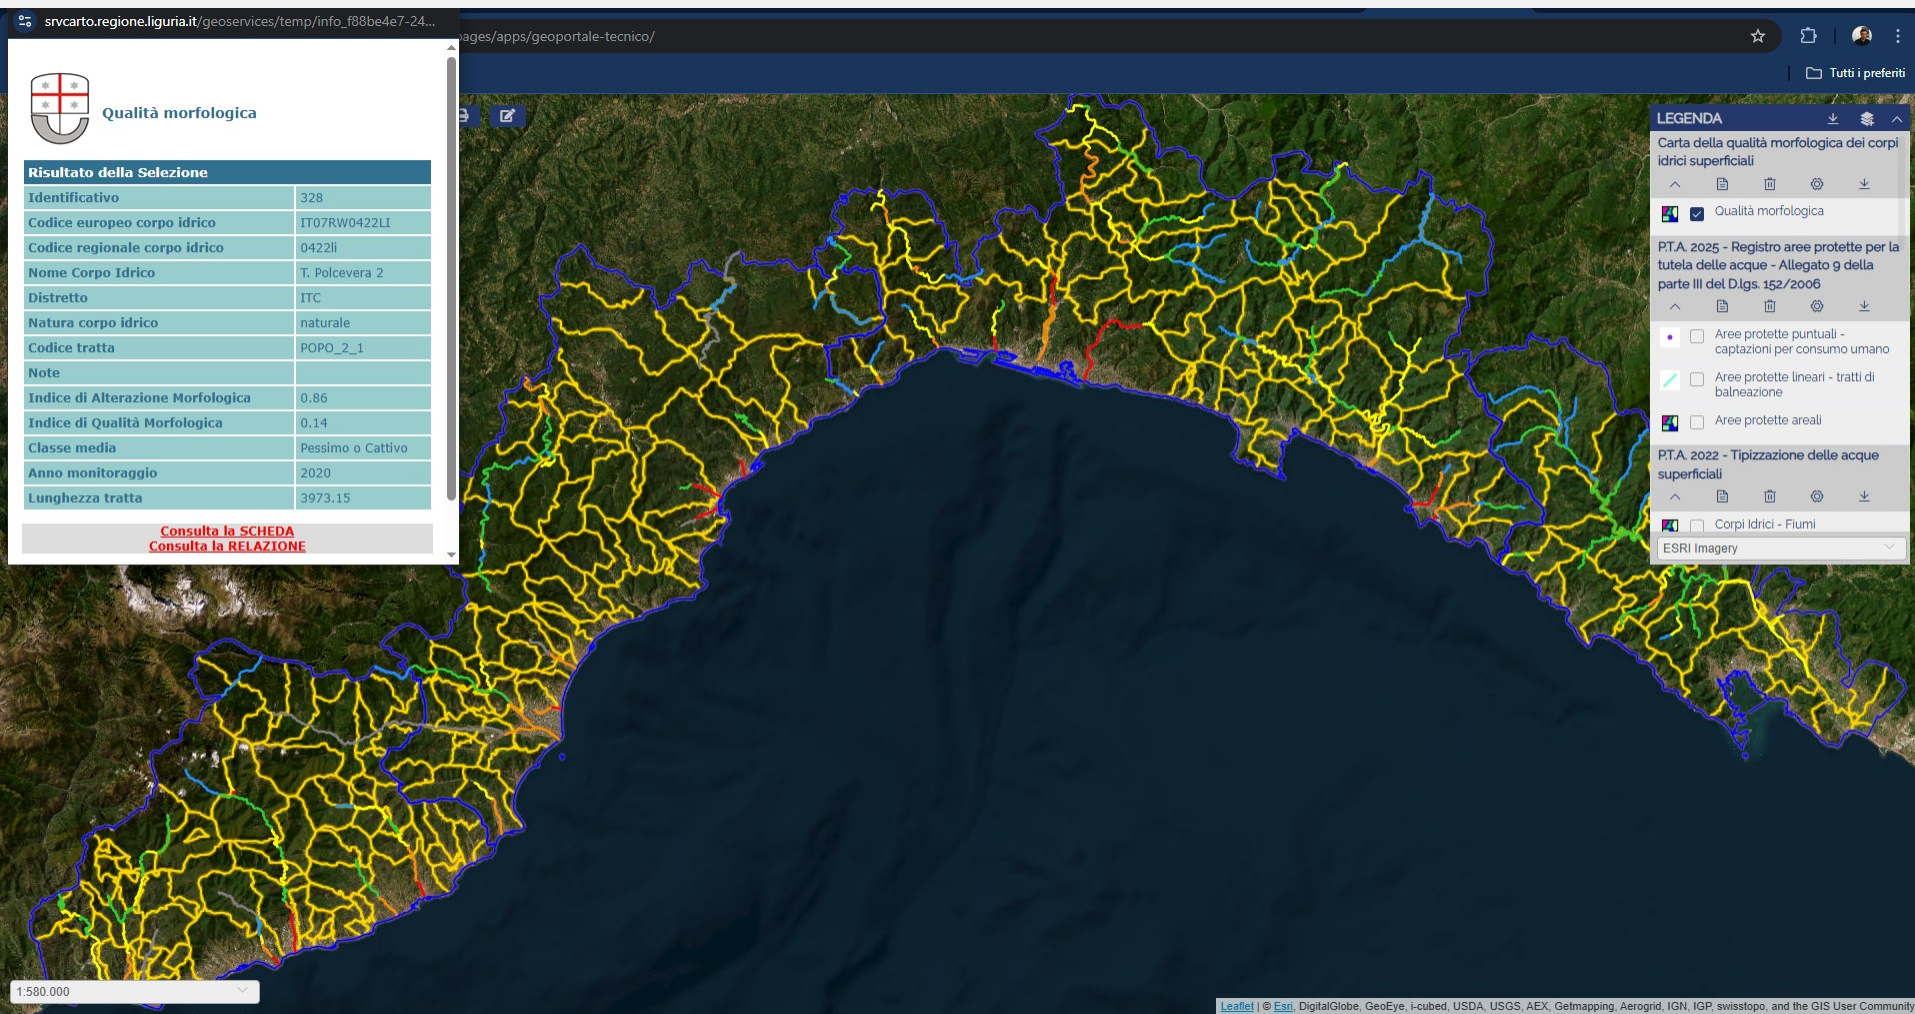 srvcarto.regione.liguria.it/geoservices/temp/info_f88be4e7-24...
ages/apps/geoportale-tecnico/
Tutti i preferiti
Qualità morfologica
Risultato della Selezione
Identificativo 328
Codice europeo corpo idrico IT07RW0422LI
Codice regionale corpo idrico 0422li
Nome Corpo Idrico T. Polcevera 2
Distretto ITC
Natura corpo idrico naturale
Codice tratta POPO_2_1
Note
Indice di Alterazione Morfologica 0.86
Indice di Qualità Morfologica 0.14
Classe media Pessimo o Cattivo
Anno monitoraggio 2020
Lunghezza tratta 3973.15
Consulta la SCHEDA
Consulta la RELAZIONE
LEGENDA
Carta della qualità morfologica dei corpi
idrici superficiali
Qualità morfologica
P.T.A. 2025 - Registro aree protette per la
tutela delle acque - Allegato 9 della
parte III del D.lgs. 152/2006
Aree protette puntuali -
captazioni per consumo umano
Aree protette lineari - tratti di
balneazione
Aree protette areali
P.T.A. 2022 - Tipizzazione delle acque
superficiali
Corpi Idrici - Fiumi
ESRI Imagery
1:580.000
Leaflet | © Esri, DigitalGlobe, GeoEye, i-cubed, USDA, USGS, AEX, Getmapping, Aerogrid, IGN, IGP, swisstopo, and the GIS User Community